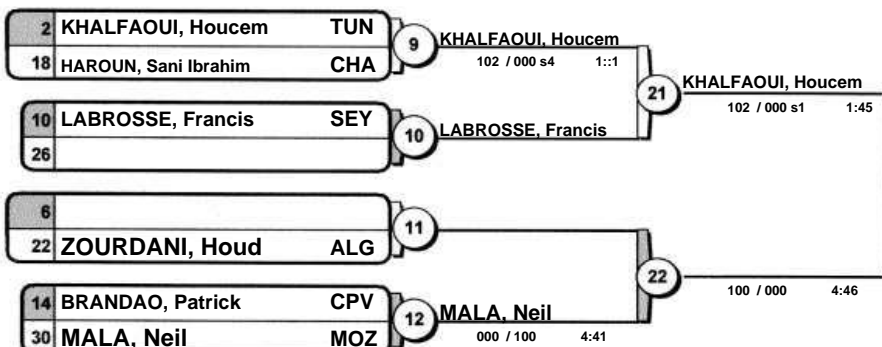 2 KHALFAOUI, Houcem TUN
18 HAROUN, Sani Ibrahim CHA
9
KHALFAOUI, Houcem
102 / 000 s4 1::1
10 LABROSSE, Francis SEY
26
10
LABROSSE, Francis
21
KHALFAOUI, Houcem
102 / 000 s1 1:45
6
22 ZOURDANI, Houd ALG
11
14 BRANDAO, Patrick CPV
30 MALA, Neil MOZ
12
MALA, Neil
000 / 100 4:41
22
100 / 000 4:46